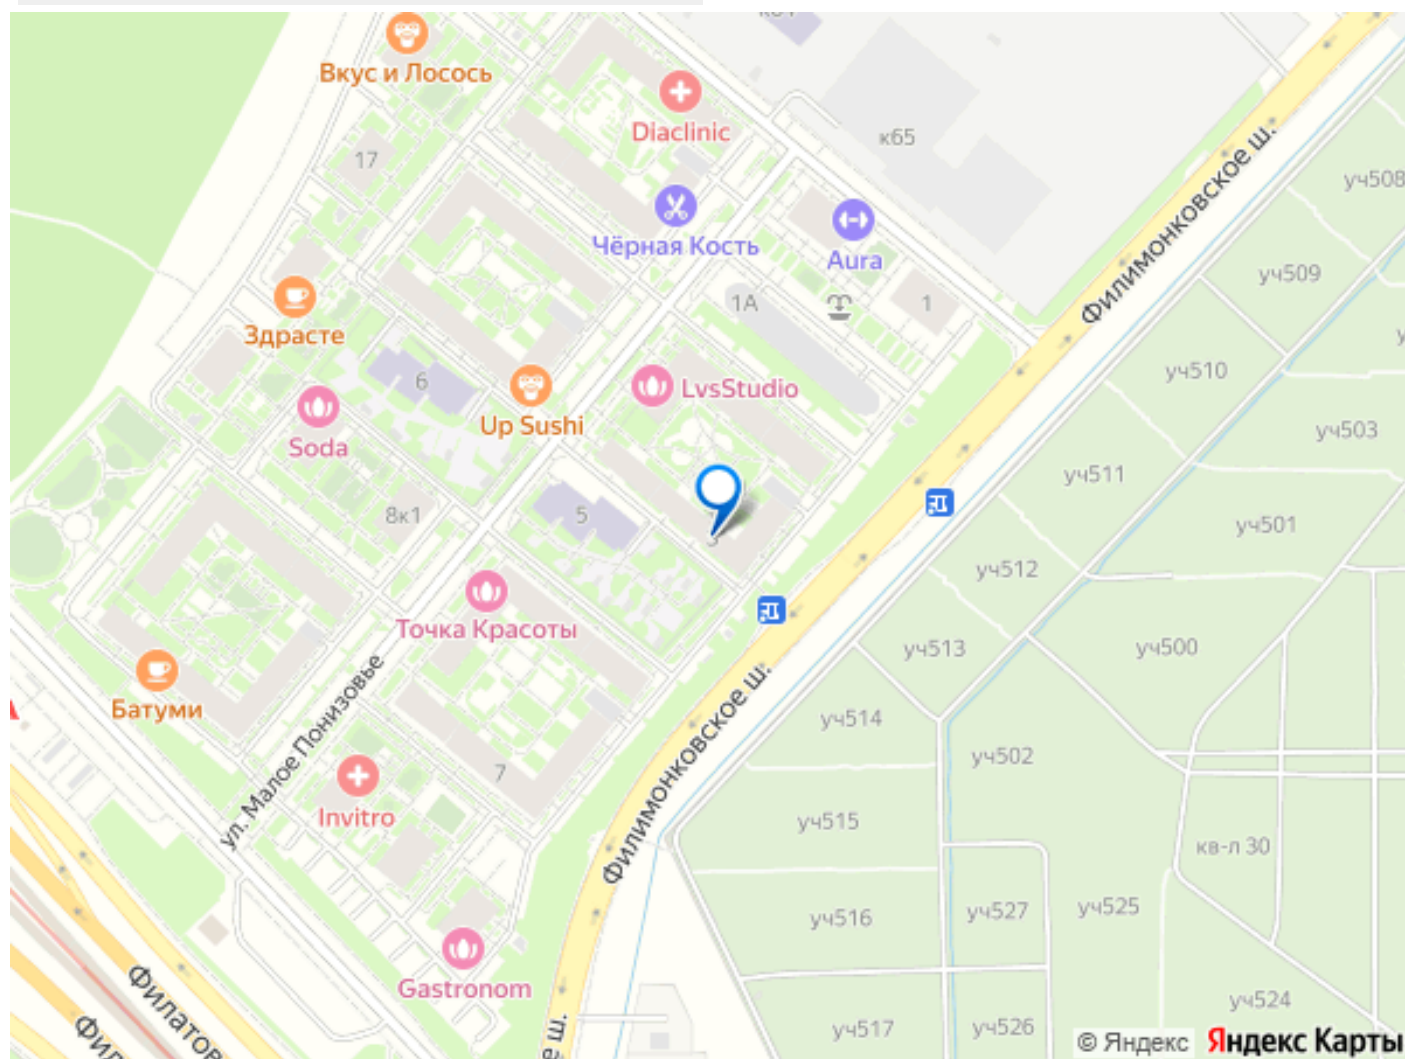 Вкус и Лосось
Diaclinic
к65
17
уч508
Чёрная Кость
Aura
Филимонковское ш.
уч509
1А
1
Здрасте
уч510
6
LvsStudio
Up Sushi
уч503
Soda
уч511
8к1
5
уч501
3
уч512
Точка Красоты
уч513
уч500
Батуми
ул. Малое Понизовье
Филимонковское ш.
уч514
уч502
7
Invitro
уч515
кв-л 30
уч516
уч527
уч525
Gastronom
уч524
уч517
уч526
© Яндекс Яндекс Карты